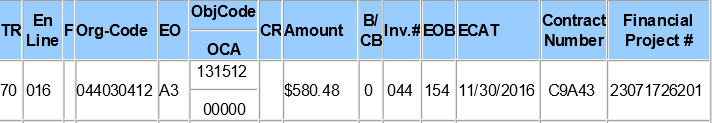 TR En Line F Org-Code EO ObjCode OCA CR Amount B/CB Inv.# EOB ECAT Contract Number Financial Project #
70 016 044030412 A3 131512 00000 $580.48 0 044 154 11/30/2016 C9A43 23071726201